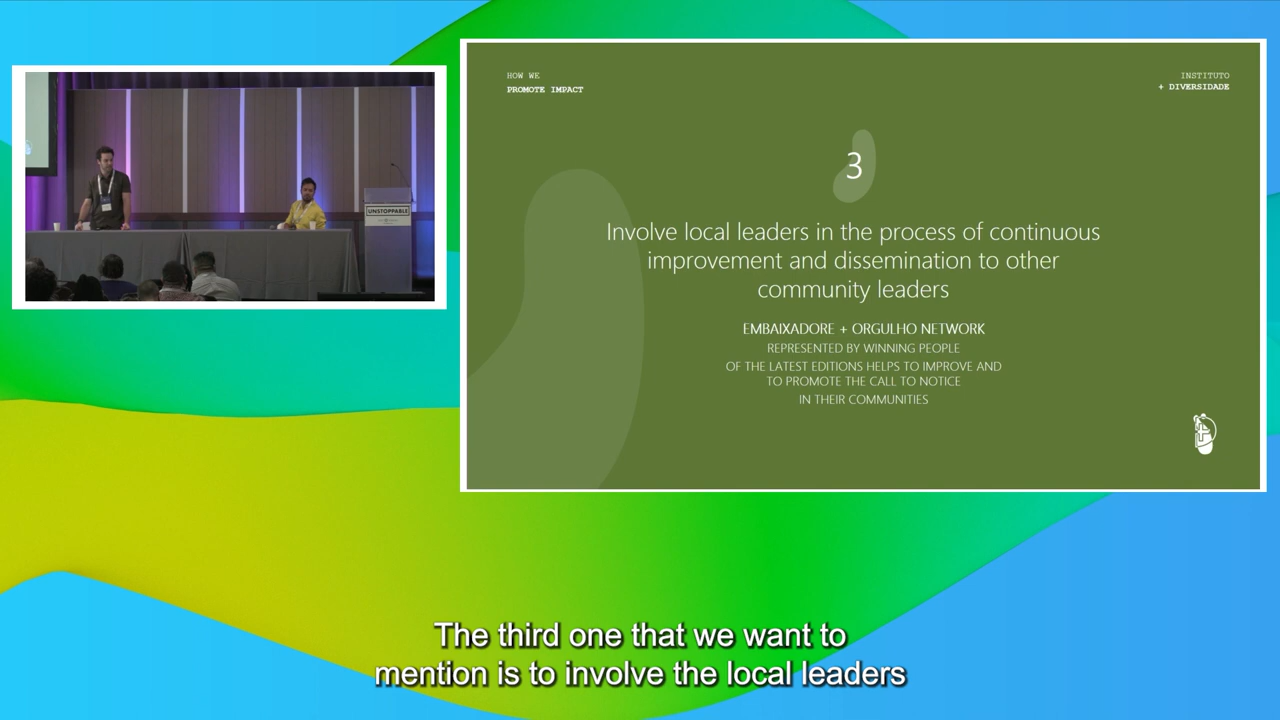 HOW WE
PROMOTE IMPACT
INSTITUTO
+ DIVERSIDADE
3
Involve local leaders in the process of continuous
improvement and dissemination to other
community leaders
EMBAIXADORE + ORGULHO NETWORK
REPRESENTED BY WINNING PEOPLE
OF THE LATEST EDITIONS HELPS TO IMPROVE AND
TO PROMOTE THE CALL TO NOTICE
IN THEIR COMMUNITIES
UNSTOPPABLE
The third one that we want to
mention is to involve the local leaders